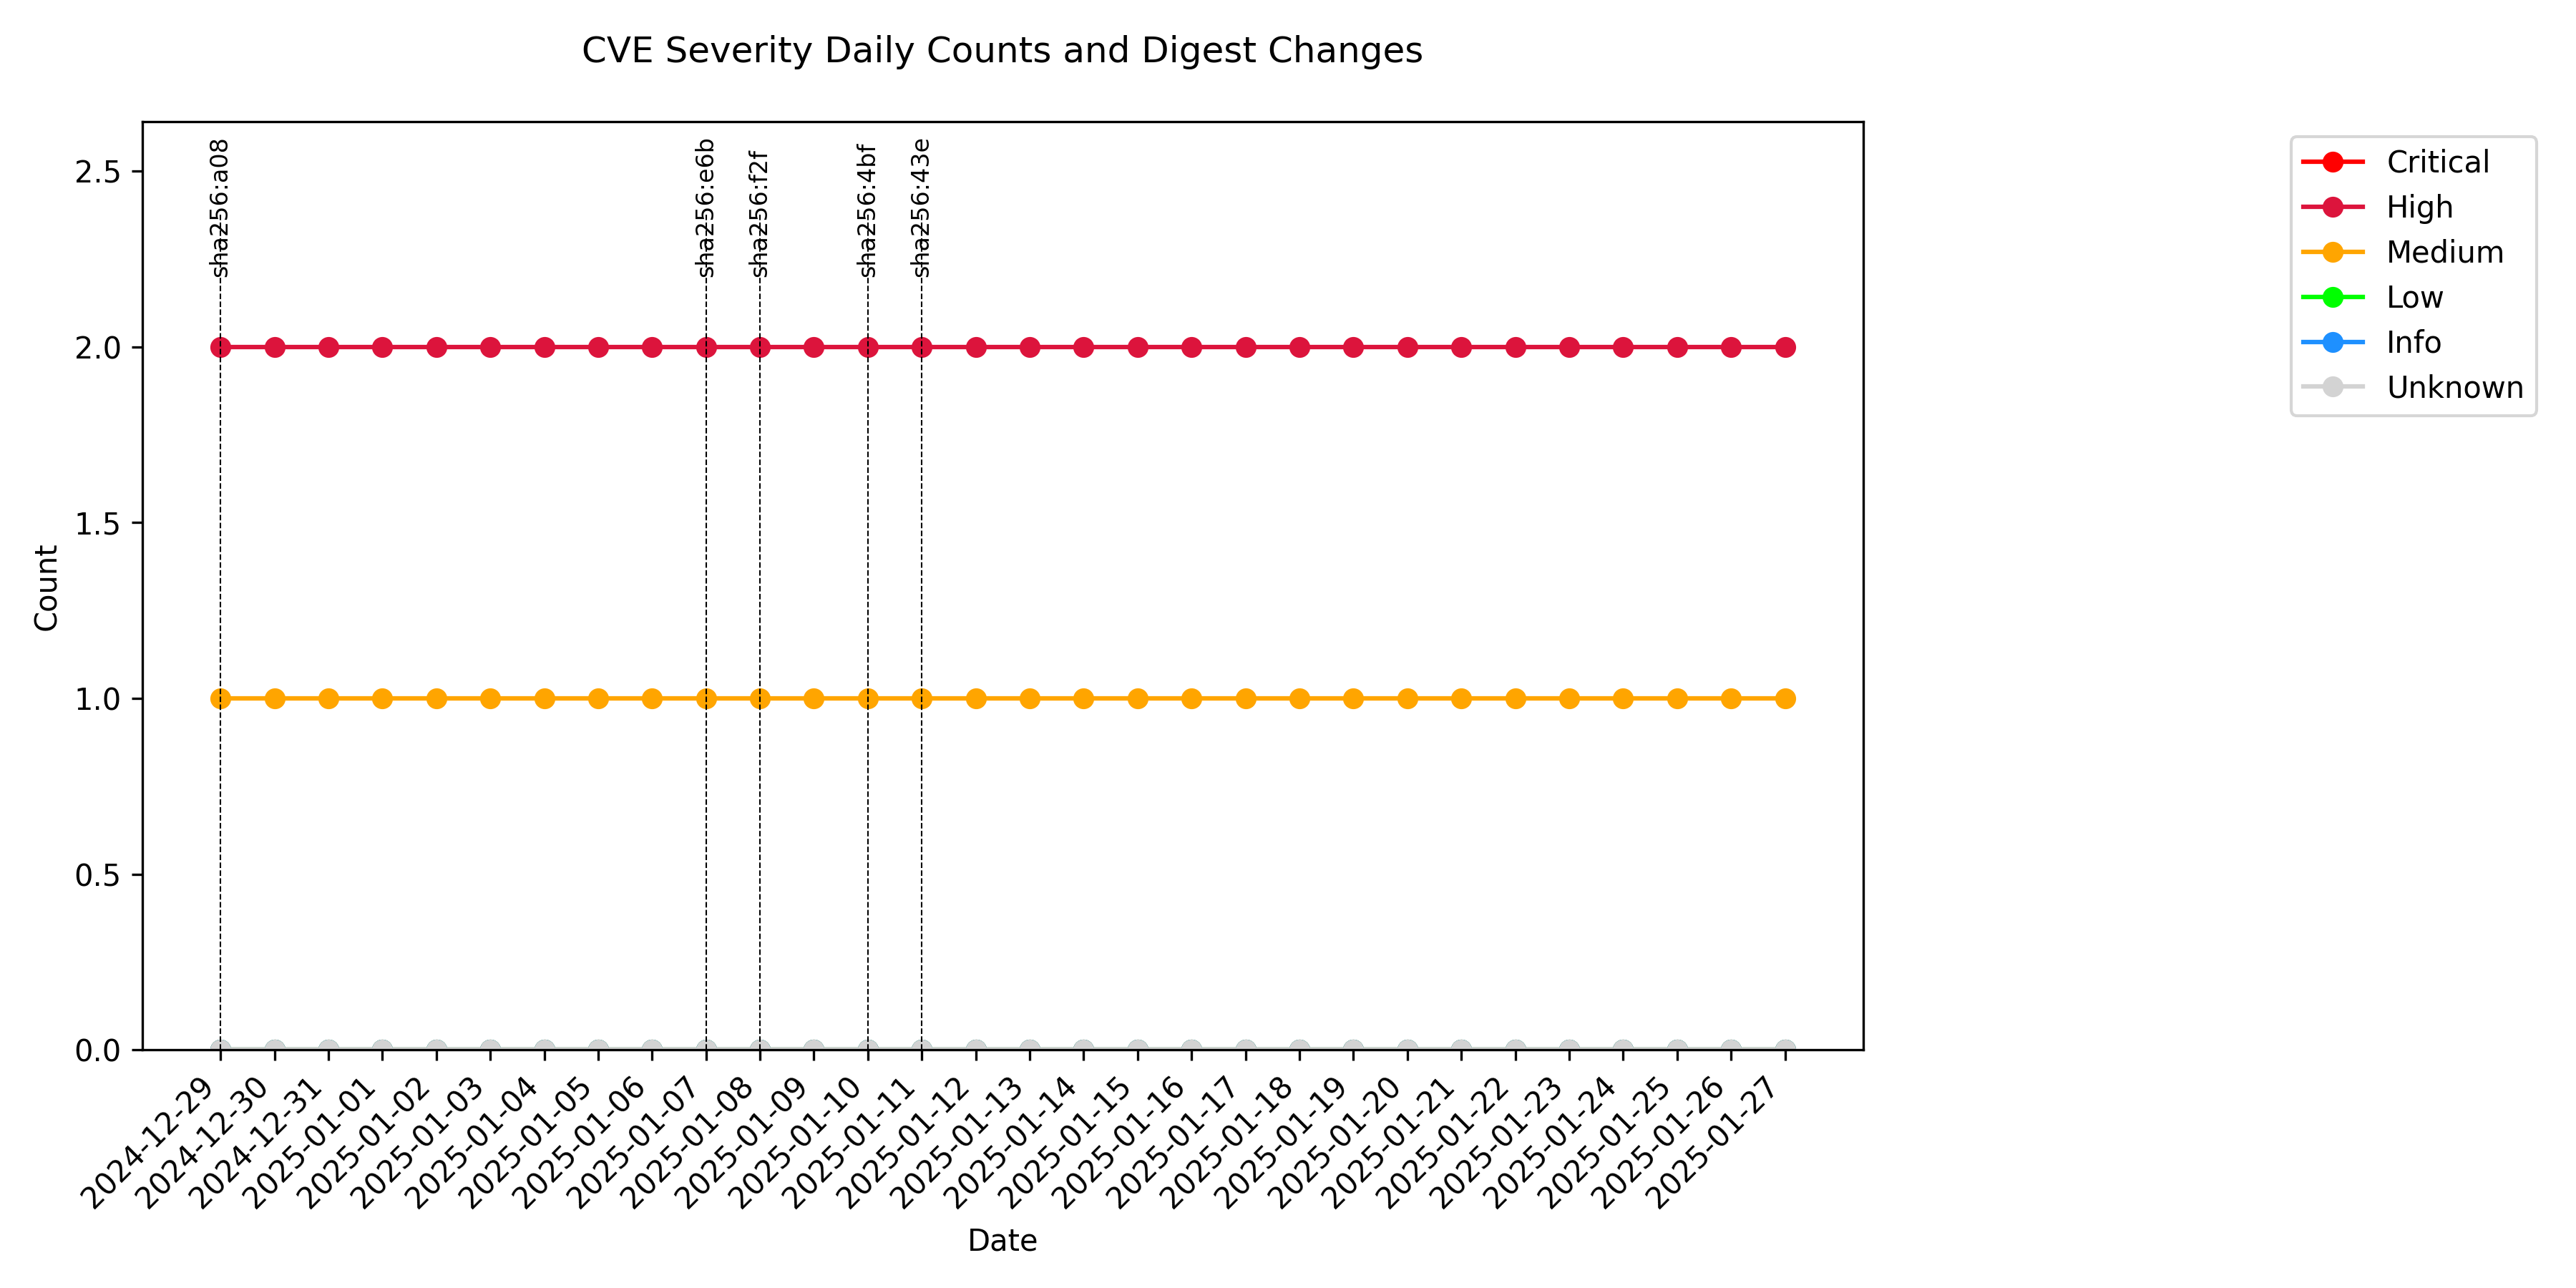 CVE Severity Daily Counts and Digest Changes
sha256:a08
sha256:e6b
sha256:f2f
sha256:4bf
sha256:43e
Critical
High
Medium
Low
Info
Unknown
2.5
2.0
1.5
1.0
0.5
0.0
Count
2024-12-29
2024-12-30
2024-12-31
2025-01-01
2025-01-02
2025-01-03
2025-01-04
2025-01-05
2025-01-06
2025-01-07
2025-01-08
2025-01-09
2025-01-10
2025-01-11
2025-01-12
2025-01-13
2025-01-14
2025-01-15
2025-01-16
2025-01-17
2025-01-18
2025-01-19
2025-01-20
2025-01-21
2025-01-22
2025-01-23
2025-01-24
2025-01-25
2025-01-26
2025-01-27
Date